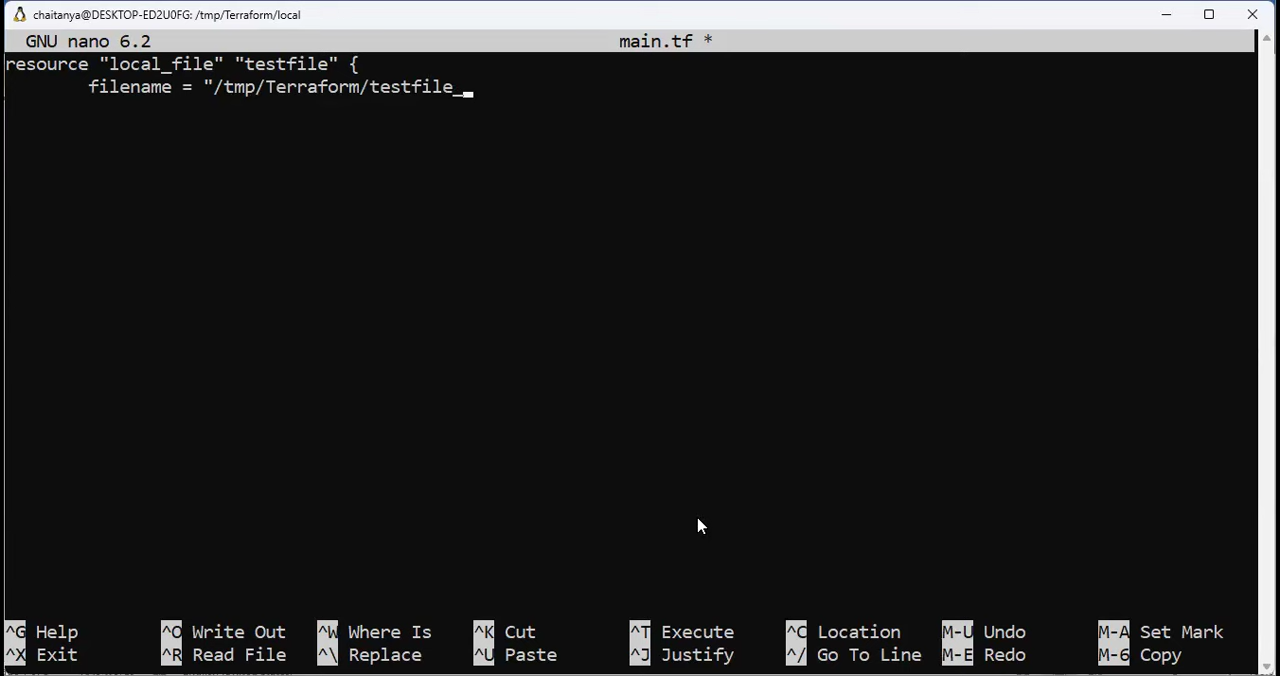 chaitanya@DESKTOP-ED2U0FG: /tmp/Terraform/local
GNU nano 6.2 main.tf *
resource "local_file" "testfile" {
filename = "/tmp/Terraform/testfile_
^G Help ^O Write Out ^W Where Is ^K Cut ^T Execute ^C Location M-U Undo M-A Set Mark
^X Exit ^R Read File ^\ Replace ^U Paste ^J Justify ^/ Go To Line M-E Redo M-6 Copy